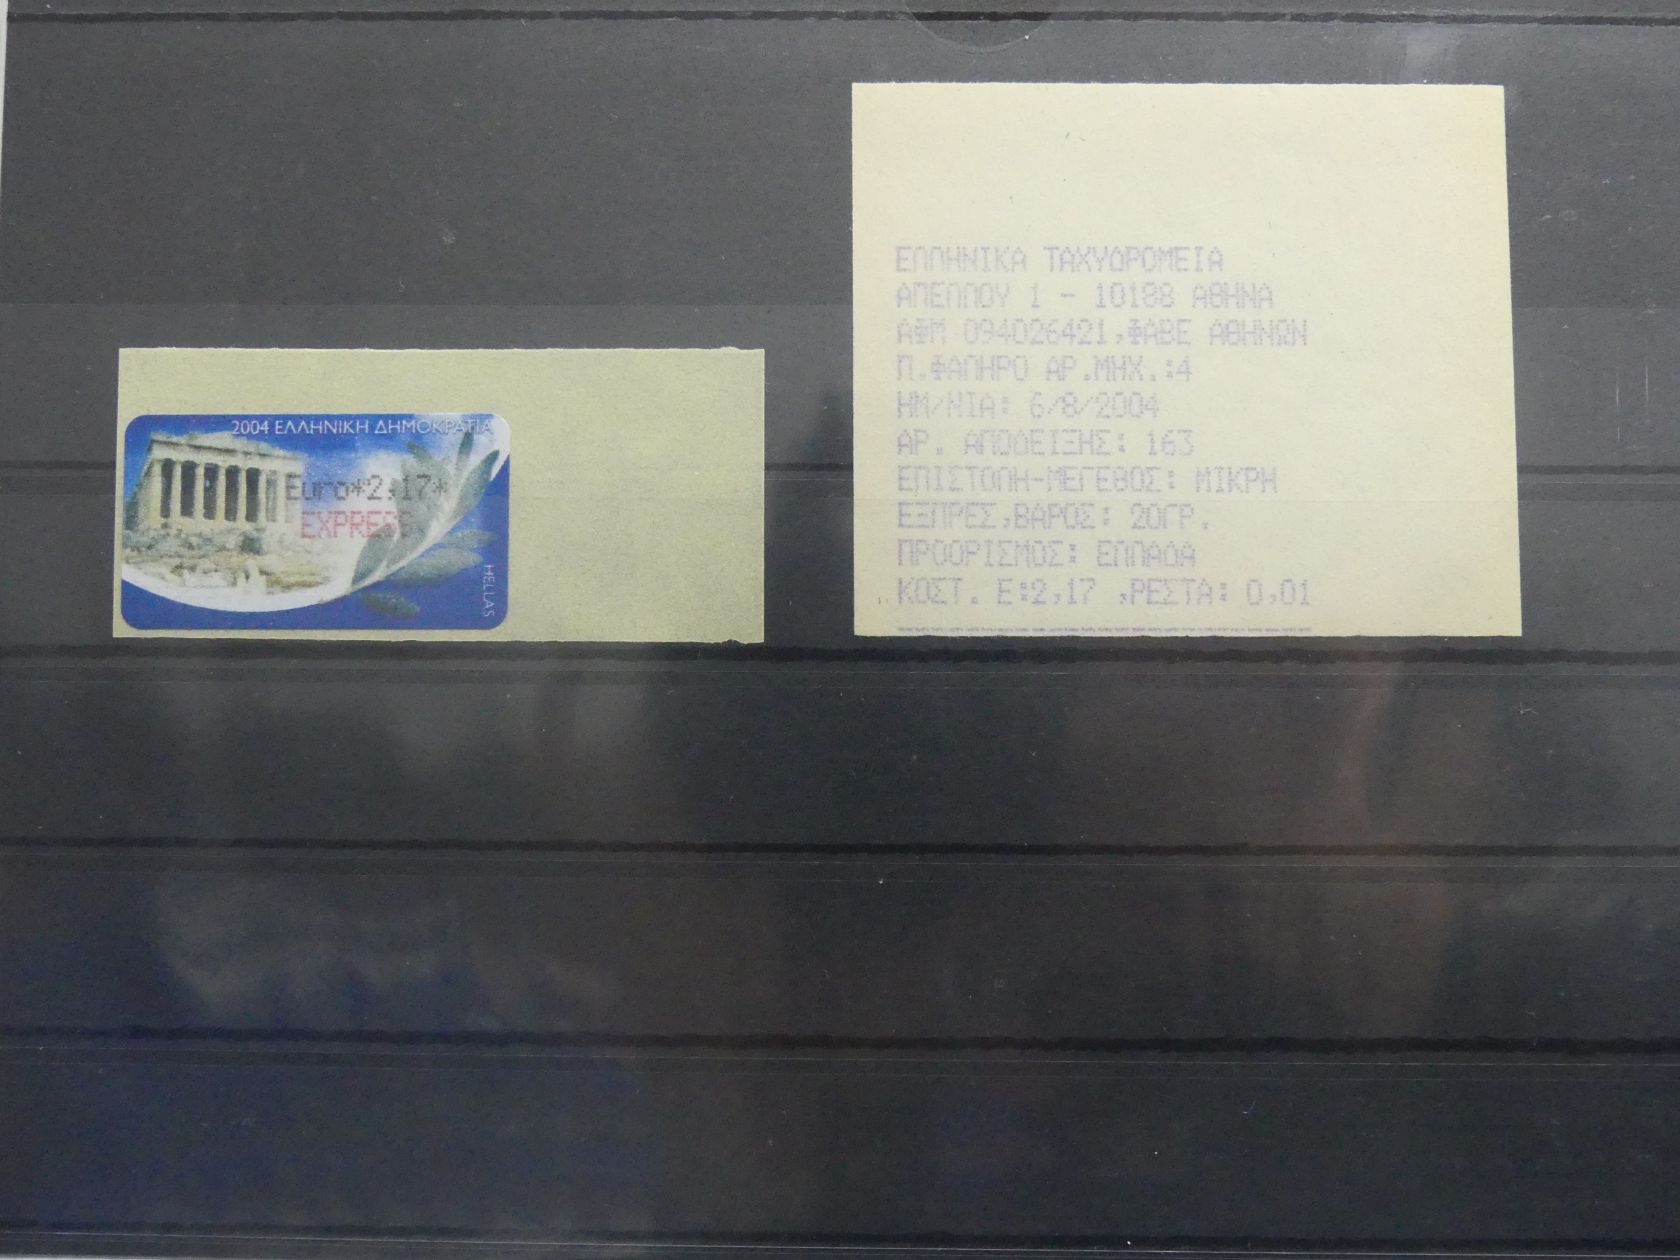 2004 ΕΛΛΗΝΙΚΗ ΔΗΜΟΚΡΑΤΙΑ
Euro*2,17*
EXPRESS
HELLAS
ΕΛΛΗΝΙΚΑ ΤΑΧΥΔΡΟΜΕΙΑ
ΑΠΕΛΛΟΥ 1 - 10188 ΑΘΗΝΑ
ΑΦΜ 094026421,ΦΑΒΕ ΑΘΗΝΩΝ
Π.ΦΑΛΗΡΟ ΑΡ.ΜΗΧ.:4
ΗΜ/ΝΙΑ: 6/8/2004
ΑΡ. ΑΠΟΔΕΙΞΗΣ: 163
ΕΠΙΣΤΟΛΗ-ΜΕΓΕΘΟΣ: ΜΙΚΡΗ
ΕΞΠΡΕΣ,ΒΑΡΟΣ: 20ΓΡ.
ΠΡΟΟΡΙΣΜΟΣ: ΕΛΛΑΔΑ
ΚΟΣΤ. Ε:2,17 ,ΡΕΣΤΑ: 0,01